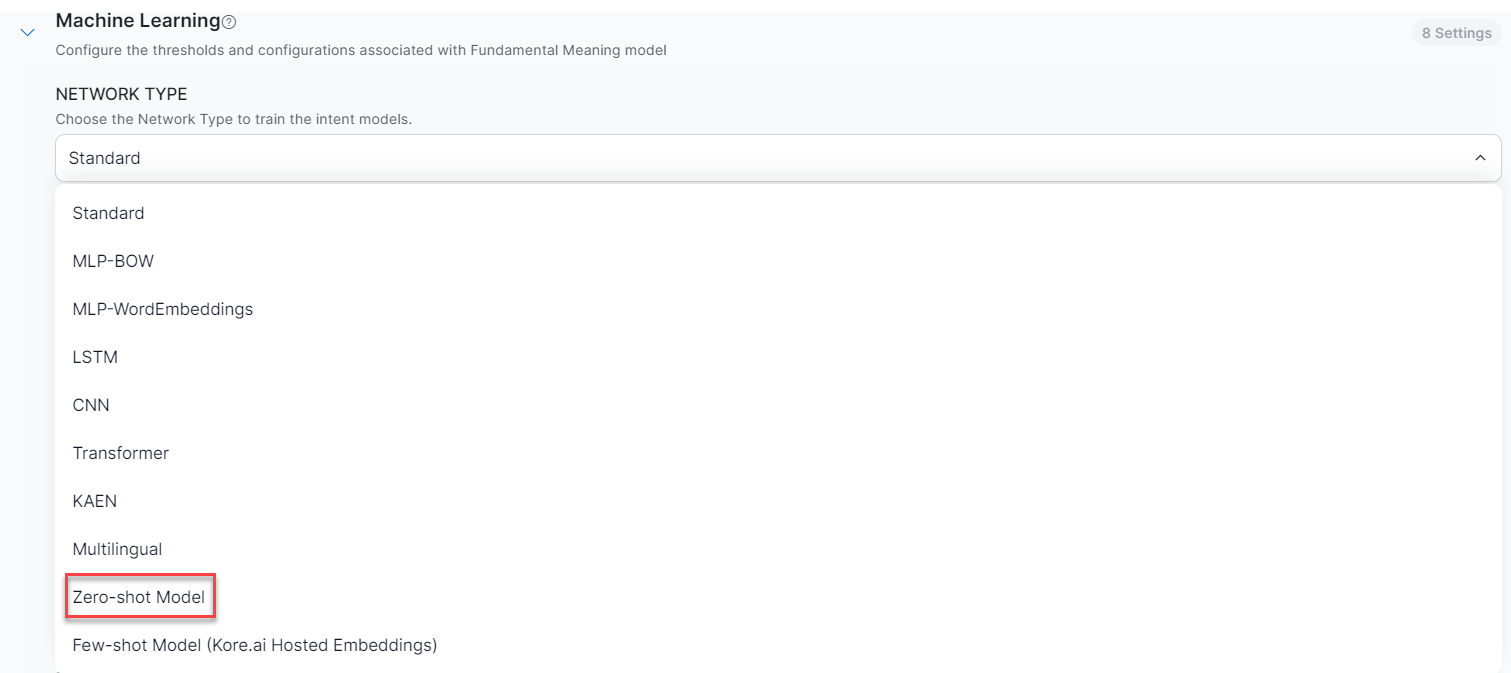 Machine Learning
8 Settings
Configure the thresholds and configurations associated with Fundamental Meaning model
NETWORK TYPE
Choose the Network Type to train the intent models.
Standard
Standard
MLP-BOW
MLP-WordEmbeddings
LSTM
CNN
Transformer
KAEN
Multilingual
Zero-shot Model
Few-shot Model (Kore.ai Hosted Embeddings)